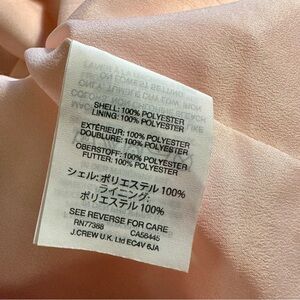 SHELL: 100% POLYESTER
LINING: 100% POLYESTER
EXTÉRIEUR: 100% POLYESTER
DOUBLURE: 100% POLYESTER
OBERSTOFF: 100% POLYESTER
FUTTER: 100% POLYESTER
シェル: ポリエステル 100%
ライニング:
ポリエステル 100%
SEE REVERSE FOR CARE
RN77388 CA58445
J.CREW U.K. Ltd EC4V 6JA